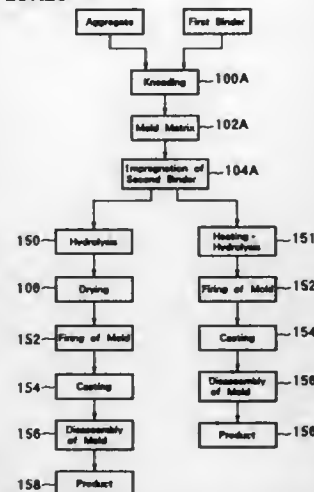 Aggregate
First Binder
Kneading
100A
Mold Matrix
102A
Impregnation of
Second Binder
104A
150
Hydrolysis
Heating -
Hydrolysis
151
Drying
Firing of Mold
152
152
Firing of Mold
Casting
154
154
Casting
Disassembly
of Mold
156
156
Disassembly
of Mold
Product
158
Product